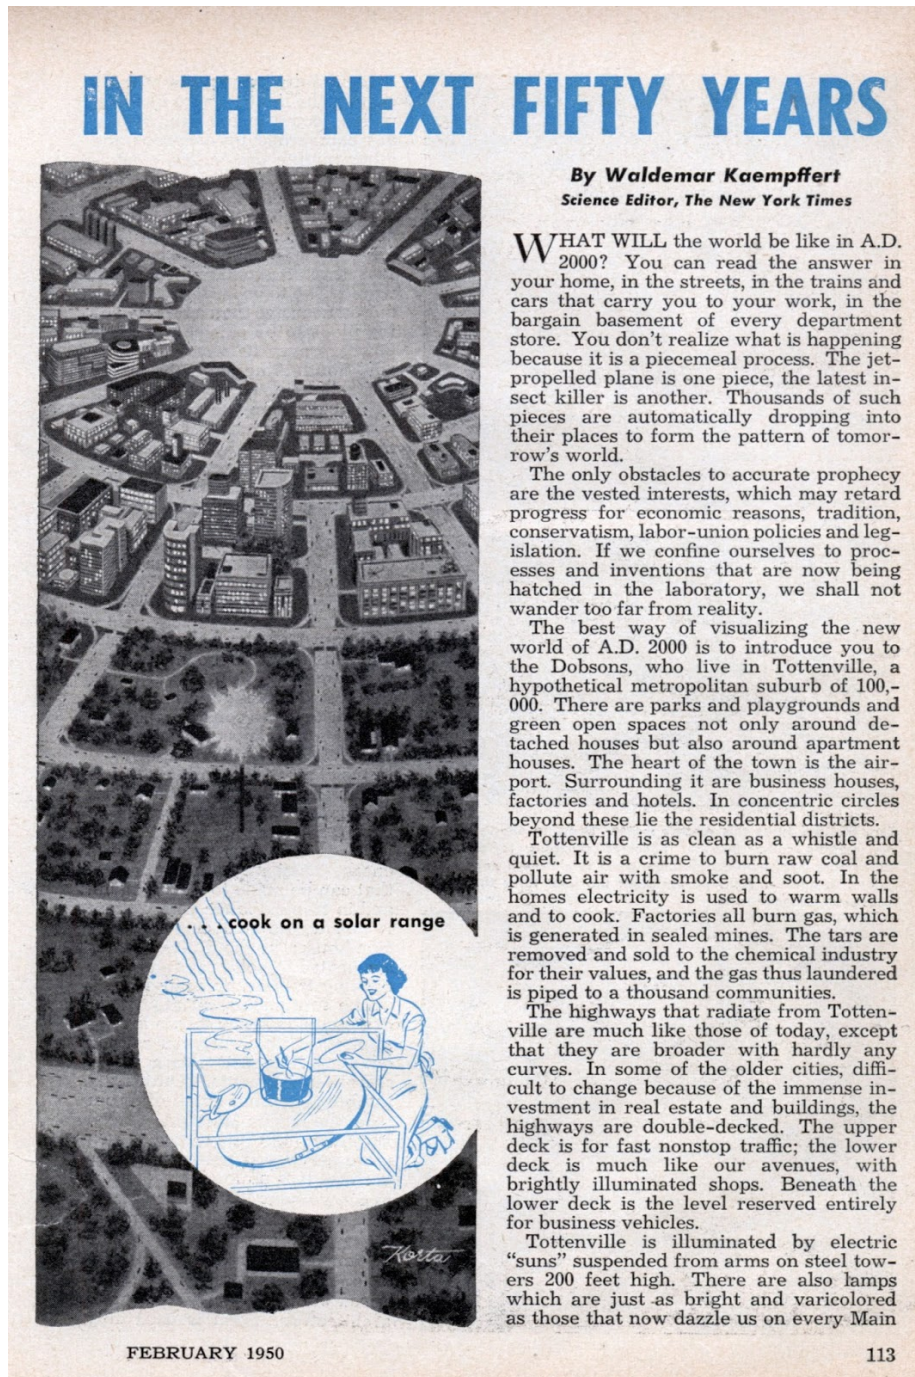 IN THE NEXT FIFTY YEARS
By Waldemar Kaempffert
Science Editor, The New York Times
WHAT WILL the world be like in A.D.
2000? You can read the answer in
your home, in the streets, in the trains and
cars that carry you to your work, in the
bargain basement of every department
store. You don't realize what is happening
because it is a piecemeal process. The jet-
propelled plane is one piece, the latest in-
sect killer is another. Thousands of such
pieces are automatically dropping into
their places to form the pattern of tomor-
row's world.
The only obstacles to accurate prophecy
are the vested interests, which may retard
progress for economic reasons, tradition,
conservatism, labor-union policies and leg-
islation. If we confine ourselves to proc-
esses and inventions that are now being
hatched in the laboratory, we shall not
wander too far from reality.
The best way of visualizing the new
world of A.D. 2000 is to introduce you to
the Dobsons, who live in Tottenville, a
hypothetical metropolitan suburb of 100,-
000. There are parks and playgrounds and
green open spaces not only around de-
tached houses but also around apartment
houses. The heart of the town is the air-
port. Surrounding it are business houses,
factories and hotels. In concentric circles
beyond these lie the residential districts.
Tottenville is as clean as a whistle and
quiet. It is a crime to burn raw coal and
pollute air with smoke and soot. In the
homes electricity is used to warm walls
and to cook. Factories all burn gas, which
is generated in sealed mines. The tars are
removed and sold to the chemical industry
for their values, and the gas thus laundered
is piped to a thousand communities.
The highways that radiate from Totten-
ville are much like those of today, except
that they are broader with hardly any
curves. In some of the older cities, diffi-
cult to change because of the immense in-
vestment in real estate and buildings, the
highways are double-decked. The upper
deck is for fast nonstop traffic; the lower
deck is much like our avenues, with
brightly illuminated shops. Beneath the
lower deck is the level reserved entirely
for business vehicles.
Tottenville is illuminated by electric
"suns" suspended from arms on steel tow-
ers 200 feet high. There are also lamps
which are just as bright and varicolored
as those that now dazzle us on every Main
. . . cook on a solar range
Korta
FEBRUARY 1950
113